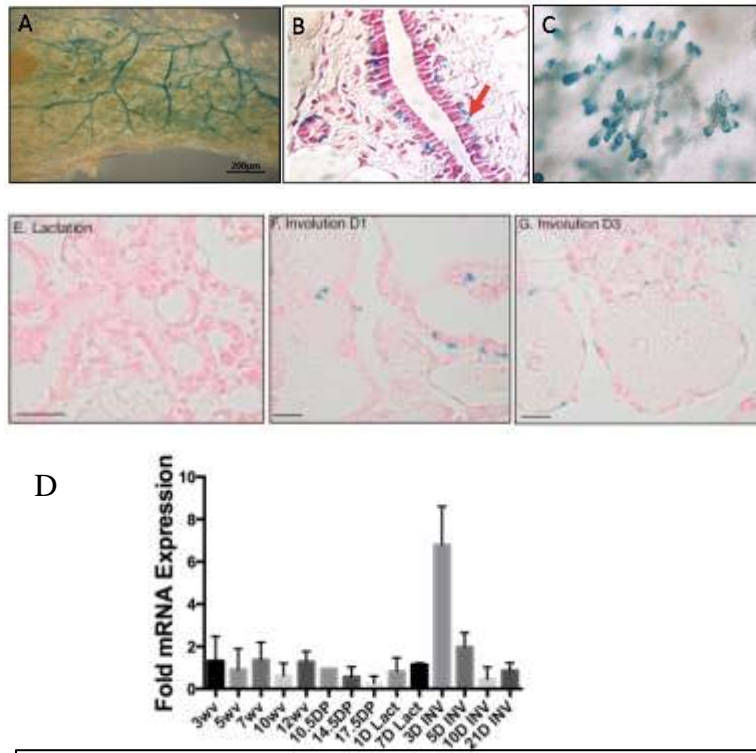 A
B
C
200µm
E. Lactation
F. Involution D1
G. Involution D3
D
Fold mRNA Expression
10
8
6
4
2
0
3wv
5wv
7wv
10wv
12wv
10.5DP
14.5DP
17.5DP
1D Lact
7D Lact
3D INV
5D INV
10D INV
21D INV